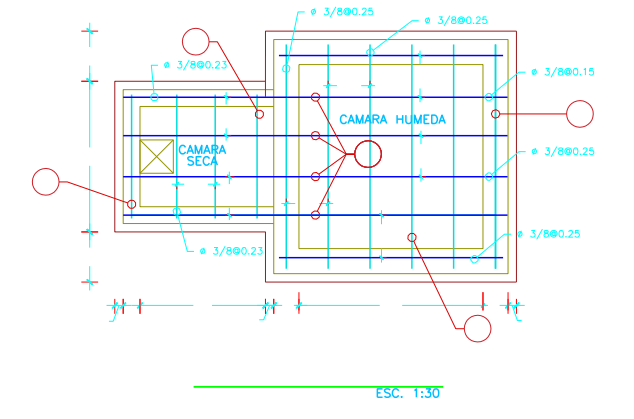 ø 3/8@0.25
ø 3/8@0.25
ø 3/8@0.23
ø 3/8@0.15
CAMARA HUMEDA
CAMARA
SECA
ø 3/8@0.25
ø 3/8@0.25
ø 3/8@0.23
ESC. 1:30